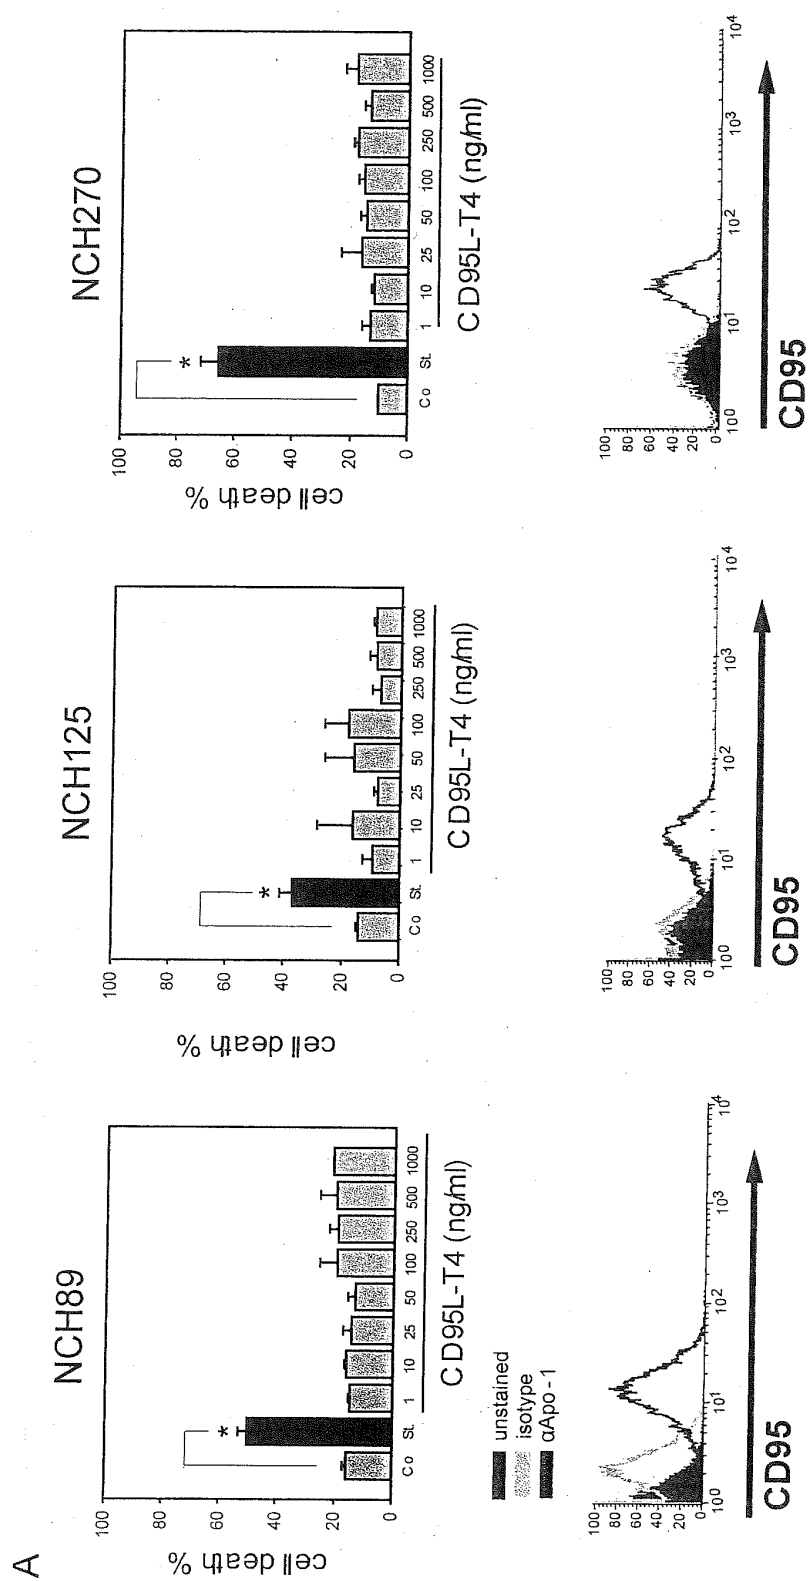 A
NCH89
cell death %
100
80
60
40
20
0
Co St. 1 10 25 50 100 250 500 1000
CD95L-T4 (ng/ml)
*
NCH125
cell death %
100
80
60
40
20
0
Co St. 1 10 25 50 100 250 500 1000
CD95L-T4 (ng/ml)
*
NCH270
cell death %
100
80
60
40
20
0
Co St. 1 10 25 50 100 250 500 1000
CD95L-T4 (ng/ml)
*
unstained
isotype
αApo-1
100
80
60
40
20
0
10⁰ 10¹ 10² 10³ 10⁴
CD95
100
80
60
40
20
0
10⁰ 10¹ 10² 10³ 10⁴
CD95
100
80
60
40
20
0
10⁰ 10¹ 10² 10³ 10⁴
CD95